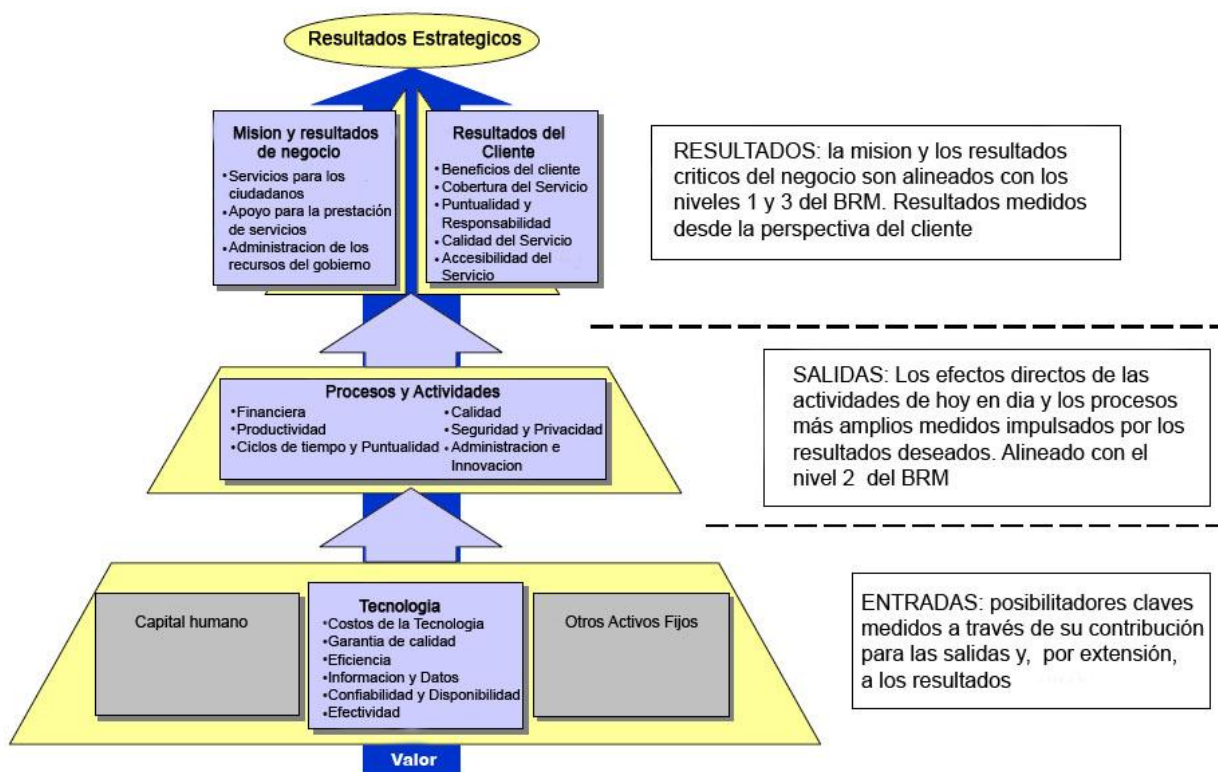 Resultados Estrategicos
Mision y resultados
de negocio
•Servicios para los
ciudadanos
•Apoyo para la prestación
de servicios
•Administracion de los
recursos del gobierno
Resultados del
Cliente
•Beneficios del cliente
•Cobertura del Servicio
•Puntualidad y
Responsabilidad
•Calidad del Servicio
•Accesibilidad del
Servicio
RESULTADOS: la mision y los resultados
criticos del negocio son alineados con los
niveles 1 y 3 del BRM. Resultados medidos
desde la perspectiva del cliente
Procesos y Actividades
•Financiera
•Productividad
•Ciclos de tiempo y Puntualidad
•Calidad
•Seguridad y Privacidad
•Administracion e
Innovacion
SALIDAS: Los efectos directos de las
actividades de hoy en dia y los procesos
más amplios medidos impulsados por los
resultados deseados. Alineado con el
nivel 2 del BRM
Capital humano
Tecnologia
•Costos de la Tecnologia
•Garantia de calidad
•Eficiencia
•Informacion y Datos
•Confiabilidad y Disponibilidad
•Efectividad
Otros Activos Fijos
ENTRADAS: posibilitadores claves
medidos a través de su contribución
para las salidas y, por extensión,
a los resultados
Valor